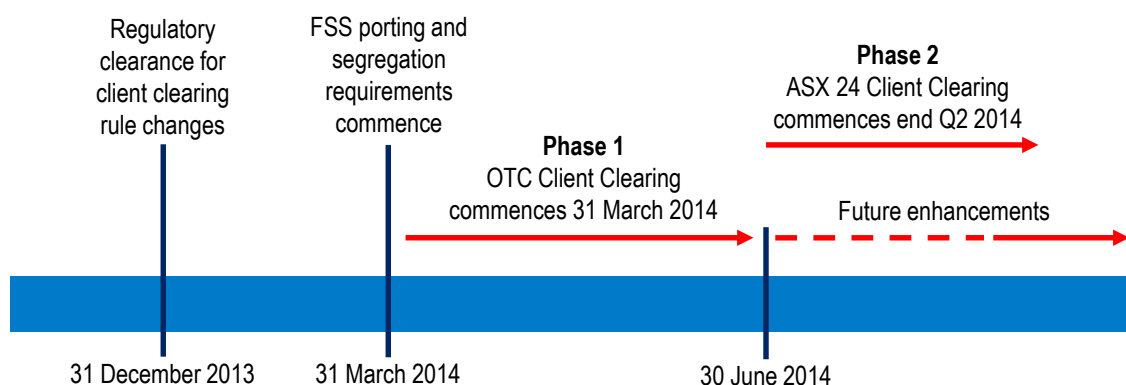 Regulatory
clearance for
client clearing
rule changes
FSS porting and
segregation
requirements
commence
Phase 1
OTC Client Clearing
commences 31 March 2014
Phase 2
ASX 24 Client Clearing
commences end Q2 2014
Future enhancements
31 December 2013
31 March 2014
30 June 2014